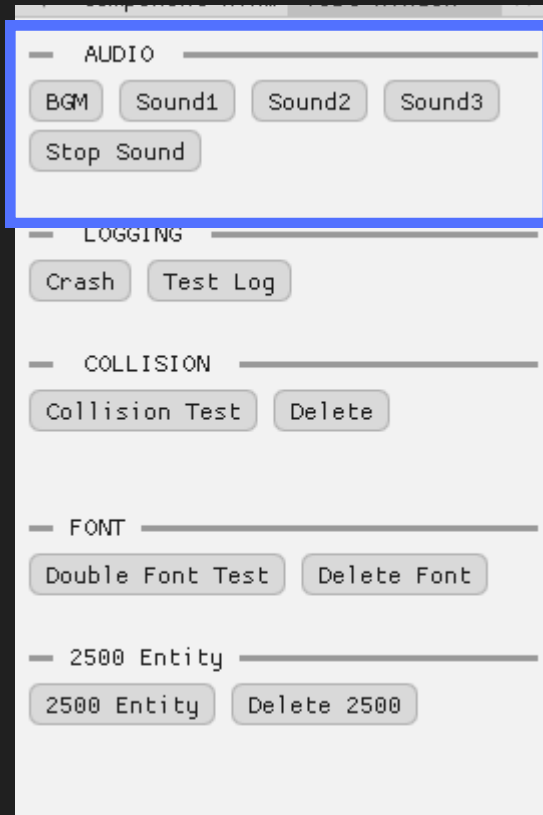 AUDIO
BGM Sound1 Sound2 Sound3
Stop Sound
LOGGING
Crash Test Log
COLLISION
Collision Test Delete
FONT
Double Font Test Delete Font
2500 Entity
2500 Entity Delete 2500